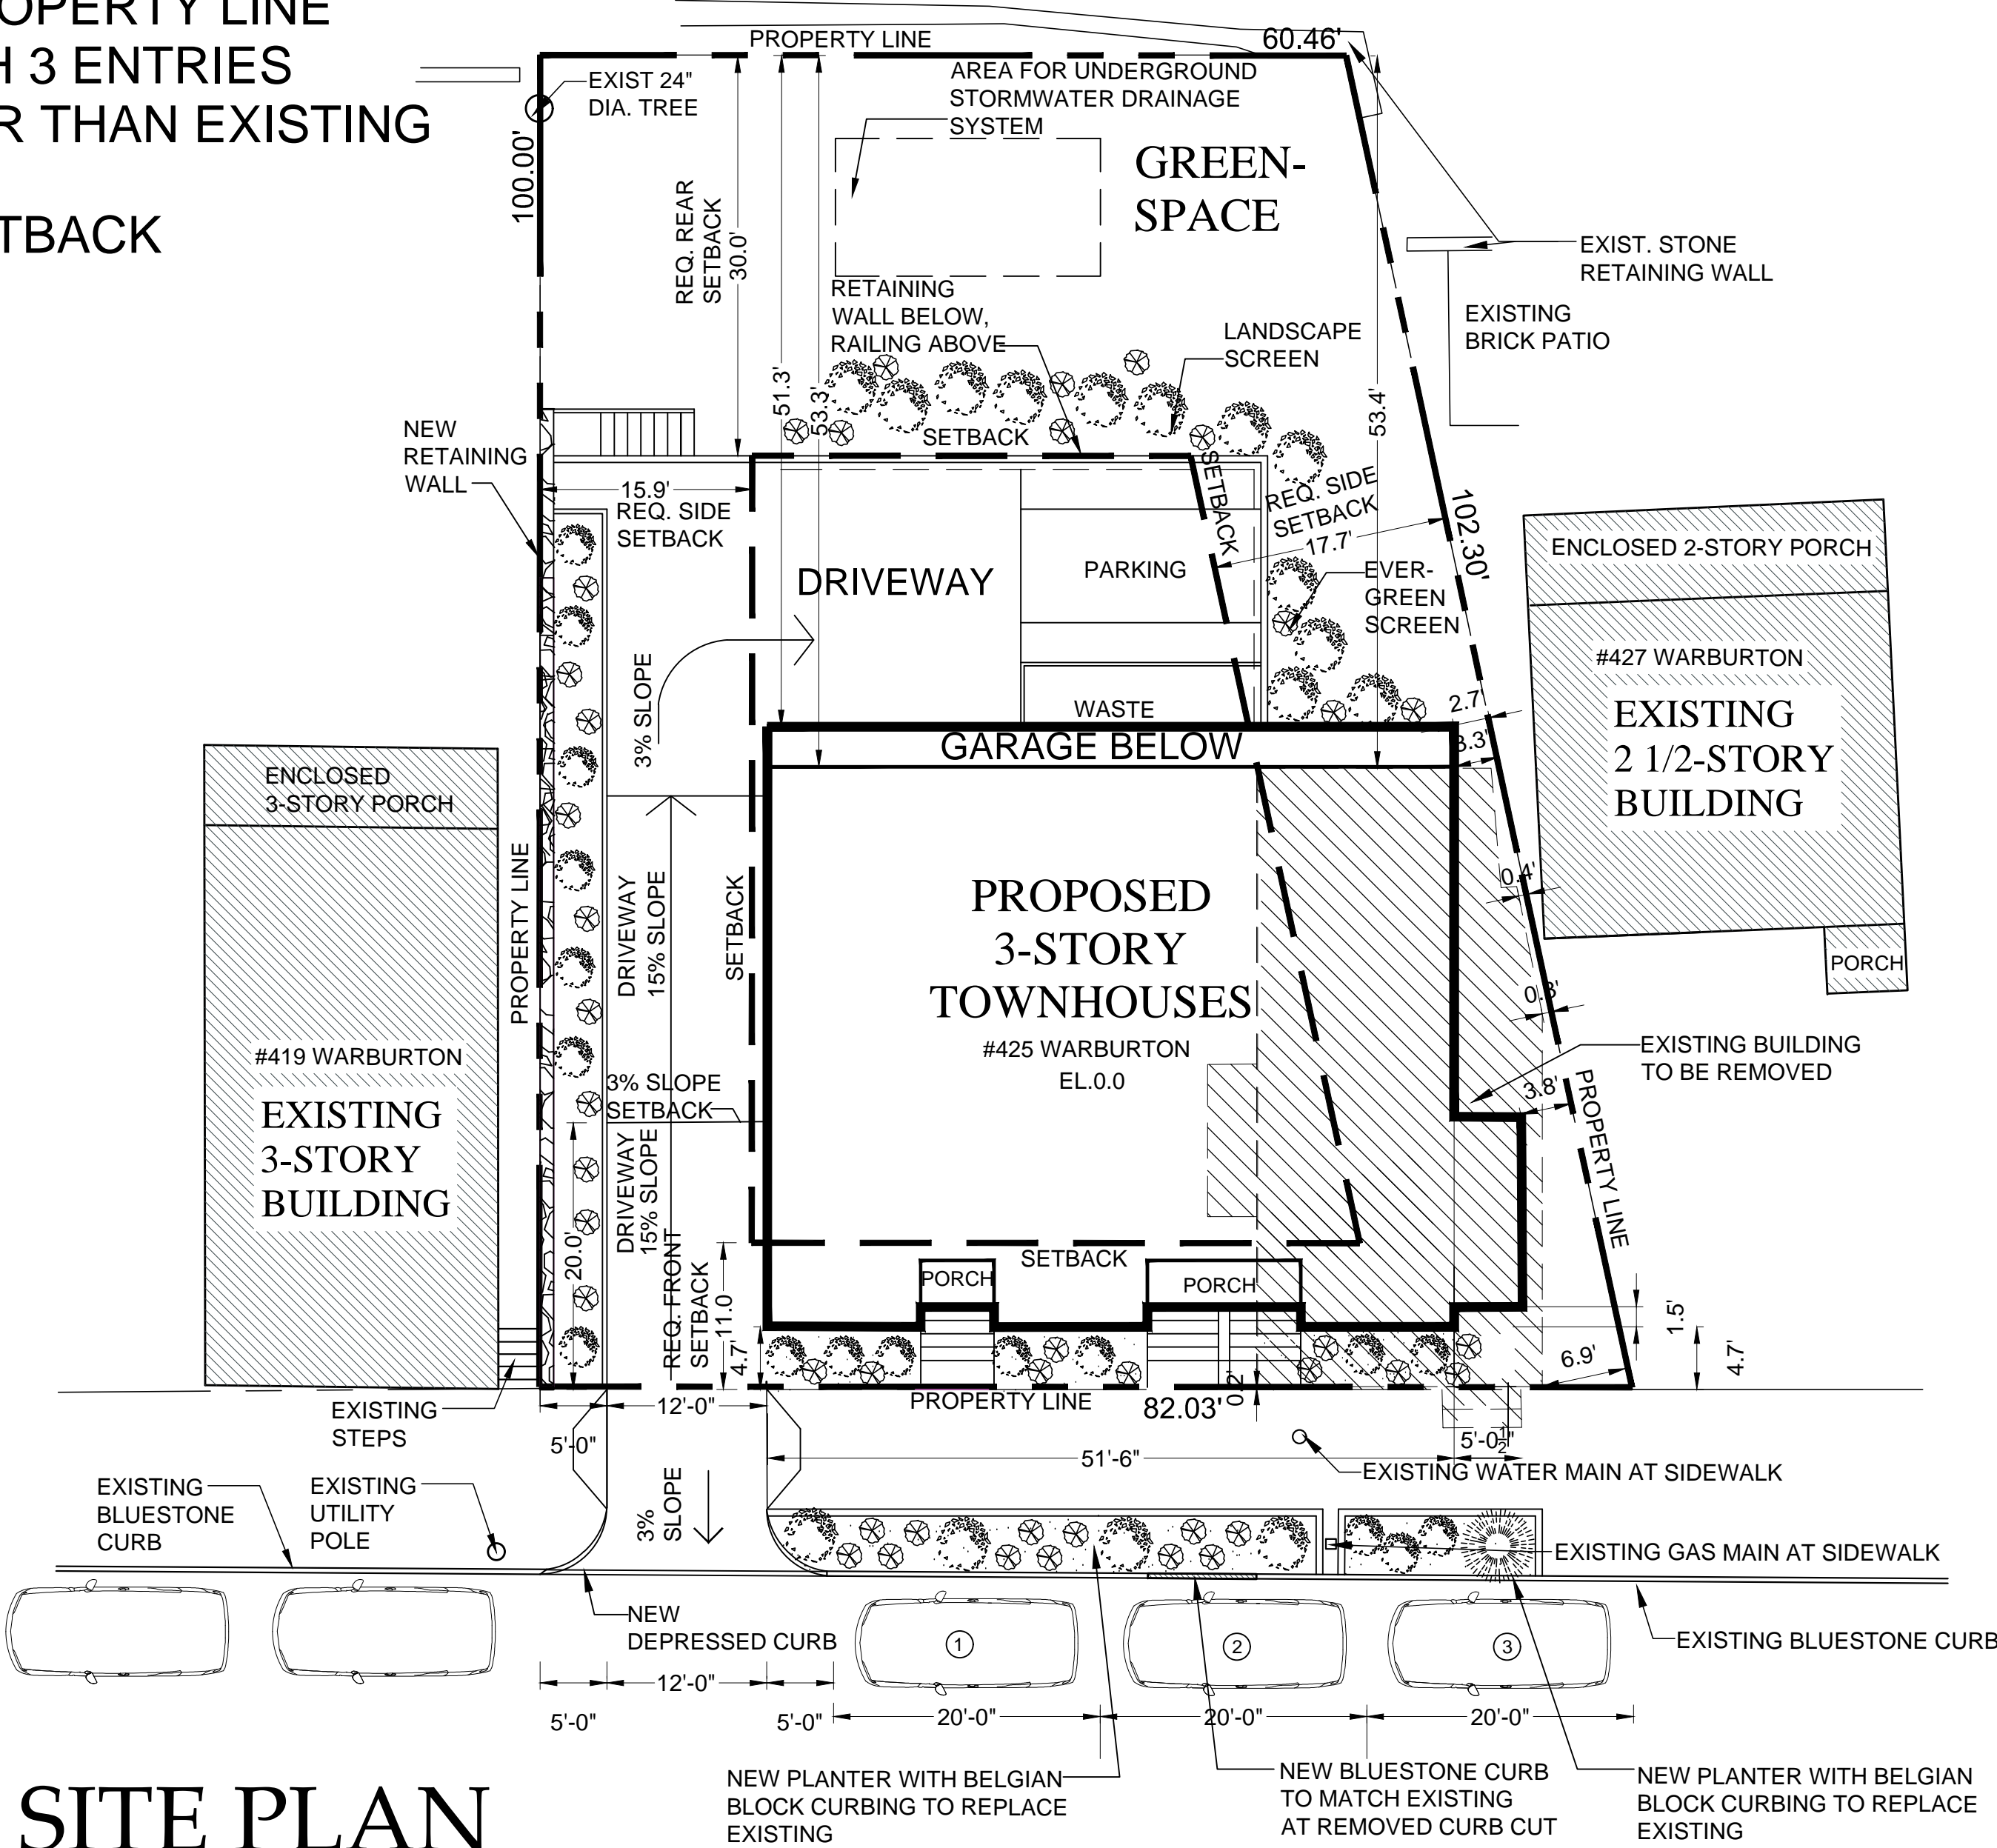 OPERTY LINE
H 3 ENTRIES
R THAN EXISTING
TBACK
PROPERTY LINE
60.46'
EXIST 24"
DIA. TREE
AREA FOR UNDERGROUND
STORMWATER DRAINAGE
SYSTEM
100.00'
GREEN-
SPACE
REQ. REAR
SETBACK
30.0'
EXIST. STONE
RETAINING WALL
EXISTING
BRICK PATIO
RETAINING
WALL BELOW,
RAILING ABOVE
LANDSCAPE
SCREEN
51.3'
53.3'
53.4'
SETBACK
NEW
RETAINING
WALL
15.9'
REQ. SIDE
SETBACK
SETBACK
REQ. SIDE
SETBACK
17.7'
102.30'
DRIVEWAY
PARKING
EVER-
GREEN
SCREEN
ENCLOSED 2-STORY PORCH
#427 WARBURTON
EXISTING
2 1/2-STORY
BUILDING
PORCH
3% SLOPE
WASTE
2.7'
3.3'
GARAGE BELOW
ENCLOSED
3-STORY PORCH
#419 WARBURTON
EXISTING
3-STORY
BUILDING
PROPERTY LINE
DRIVEWAY
15% SLOPE
SETBACK
PROPOSED
3-STORY
TOWNHOUSES
#425 WARBURTON
EL.0.0
0.4'
0.3'
EXISTING BUILDING
TO BE REMOVED
3.8'
PROPERTY LINE
3% SLOPE
SETBACK
DRIVEWAY
15% SLOPE
20.0'
REQ. FRONT
SETBACK
11.0
4.7'
SETBACK
PORCH
PORCH
1.5'
4.7'
6.9'
0.2'
PROPERTY LINE
82.03'
EXISTING
STEPS
5'-0"
12'-0"
51'-6"
5'-0 1/2"
EXISTING WATER MAIN AT SIDEWALK
EXISTING
BLUESTONE
CURB
EXISTING
UTILITY
POLE
3%
SLOPE
EXISTING GAS MAIN AT SIDEWALK
NEW
DEPRESSED CURB
1
2
3
EXISTING BLUESTONE CURB
12'-0"
5'-0"
5'-0"
20'-0"
20'-0"
20'-0"
NEW PLANTER WITH BELGIAN
BLOCK CURBING TO REPLACE
EXISTING
NEW BLUESTONE CURB
TO MATCH EXISTING
AT REMOVED CURB CUT
NEW PLANTER WITH BELGIAN
BLOCK CURBING TO REPLACE
EXISTING
SITE PLAN